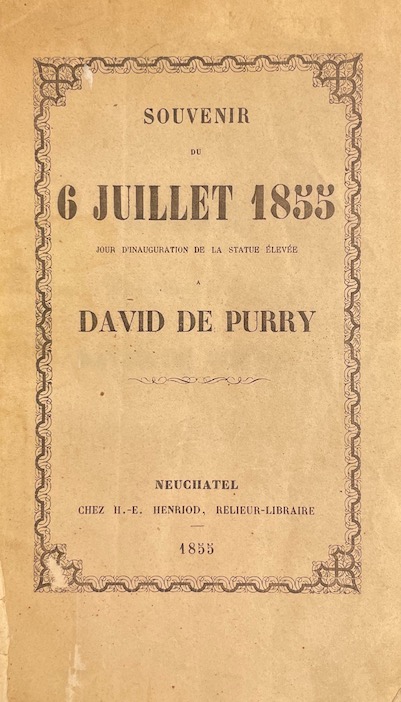 SOUVENIR
DU
6 JUILLET 1855
JOUR D'INAUGURATION DE LA STATUE ÉLEVÉE
A
DAVID DE PURRY
NEUCHATEL
CHEZ H.-E. HENRIOD, RELIEUR-LIBRAIRE
1855